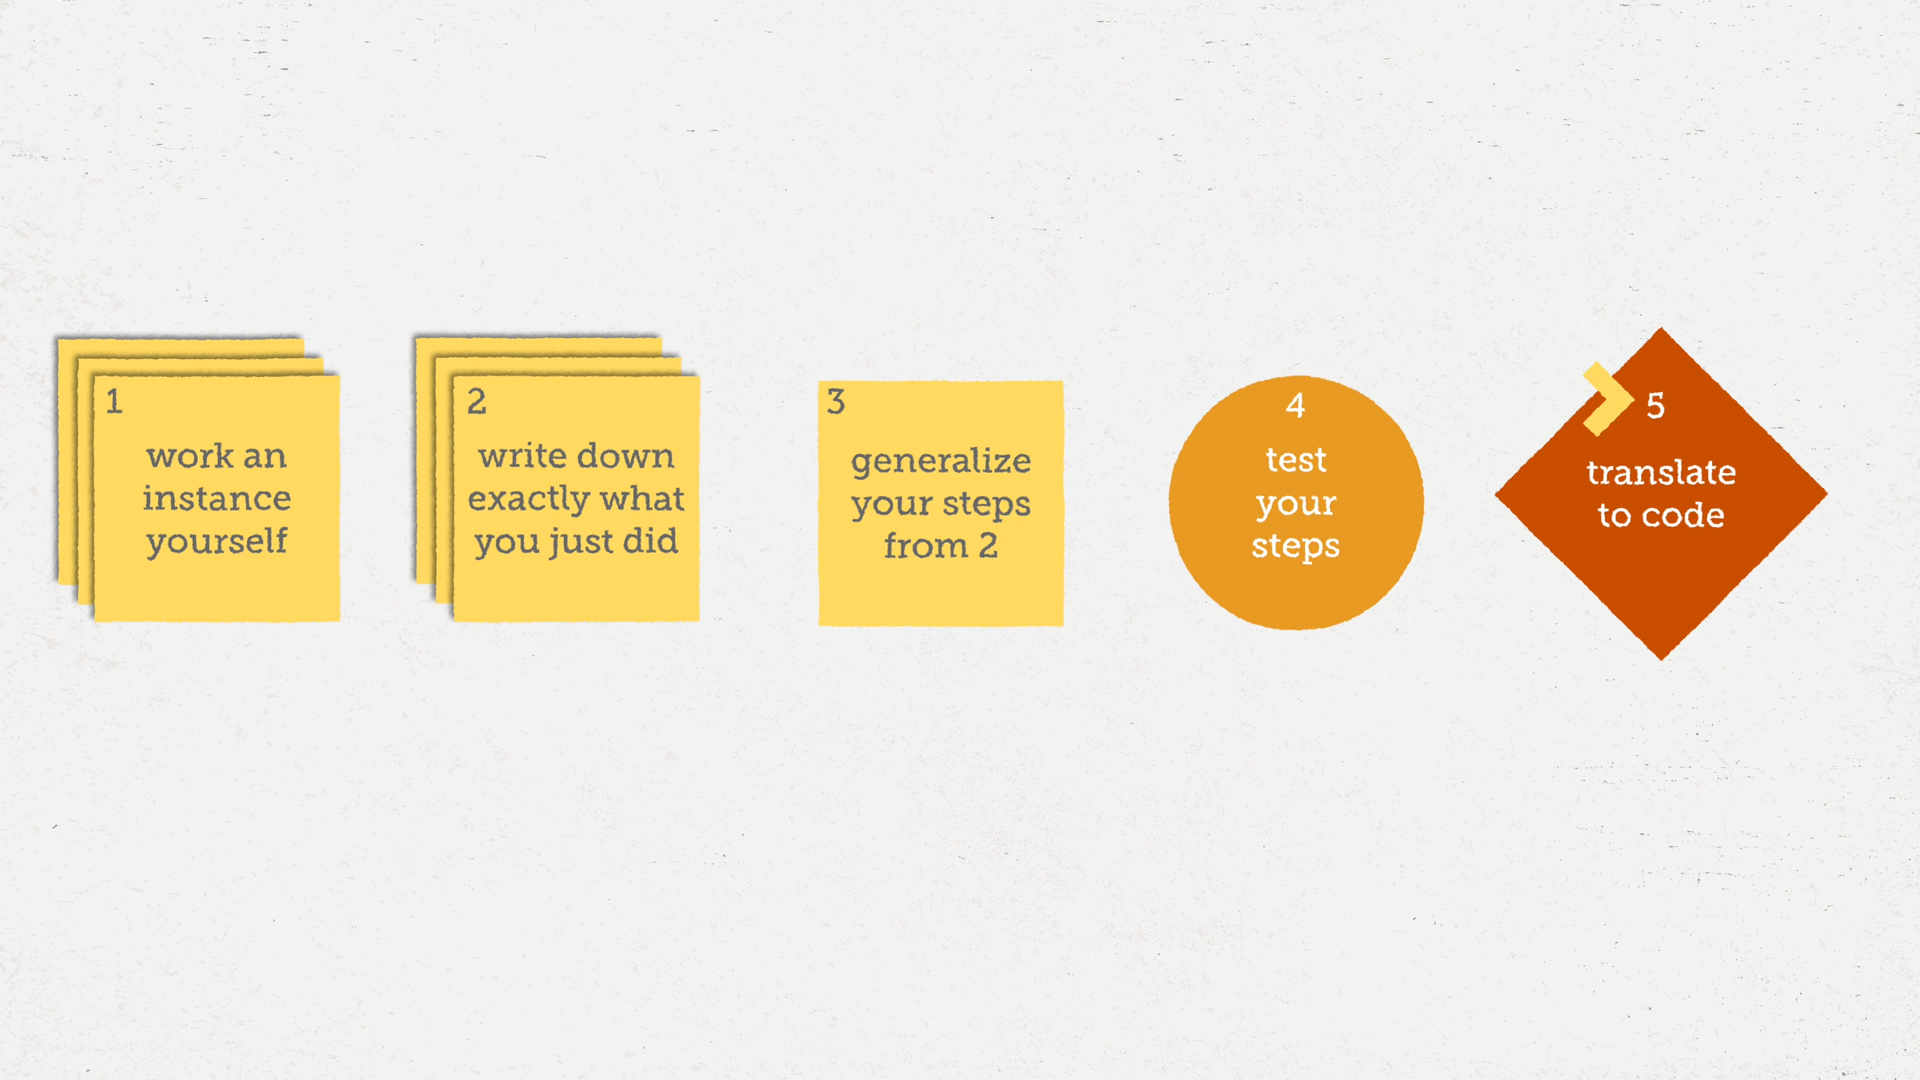 1
work an
instance
yourself
2
write down
exactly what
you just did
3
generalize
your steps
from 2
4
test
your
steps
5
translate
to code